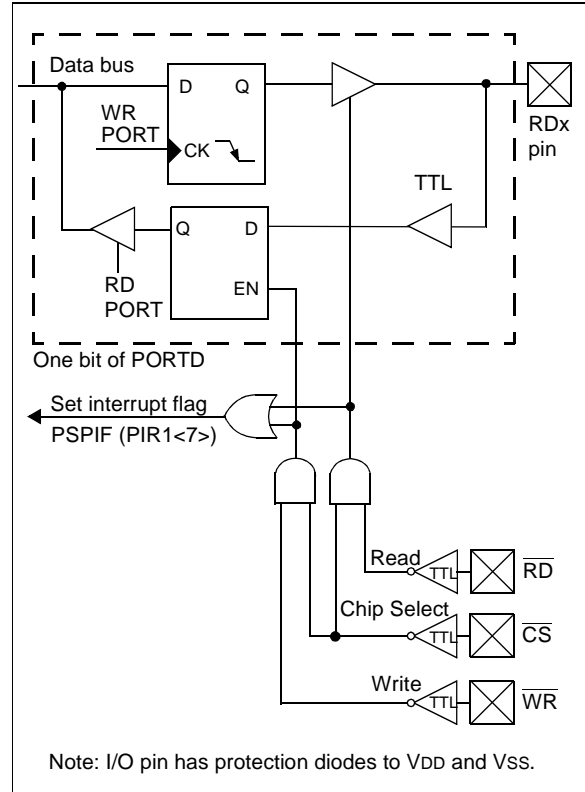 Data bus
D Q
WR
PORT
CK
RDx
pin
TTL
Q D
RD
PORT
EN
One bit of PORTD
Set interrupt flag
PSPIF (PIR1<7>)
Read
TTL
RD
Chip Select
TTL
CS
Write
TTL
WR
Note: I/O pin has protection diodes to VDD and VSS.